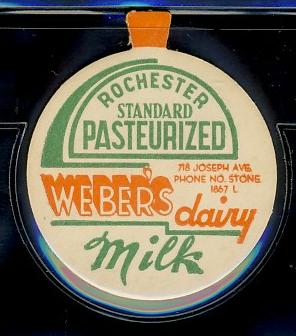 ROCHESTER
STANDARD
PASTEURIZED
718 JOSEPH AVE.
PHONE NO. STONE
1867 L
WEBER'S
dairy
Milk